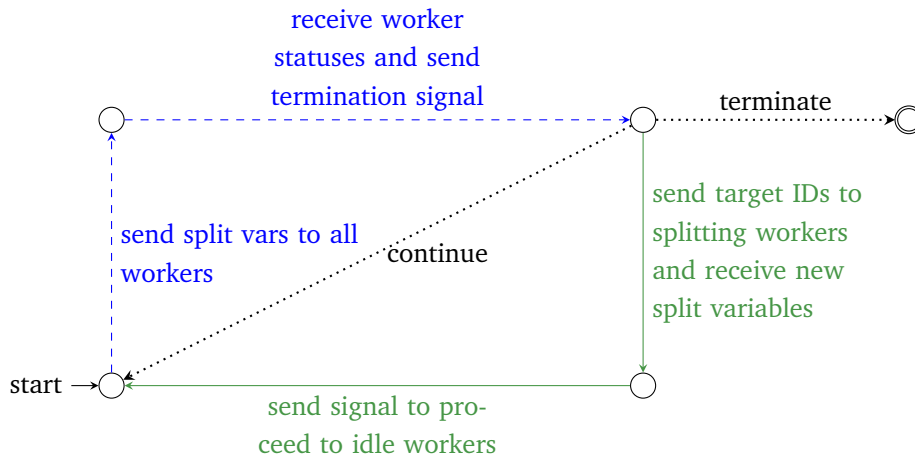 receive worker
statuses and send
termination signal
terminate
send target IDs to
splitting workers
and receive new
split variables
send split vars to all
workers
continue
start
send signal to pro-
ceed to idle workers